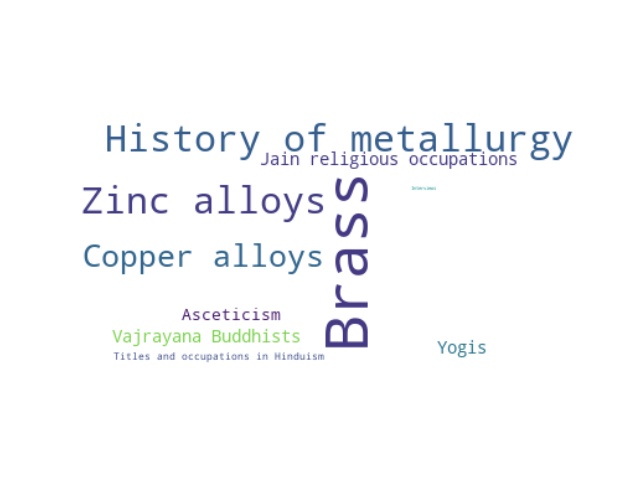 History of metallurgy
Jain religious occupations
Zinc alloys
Brass
Copper alloys
Asceticism
Vajrayana Buddhists
Yogis
Titles and occupations in Hinduism